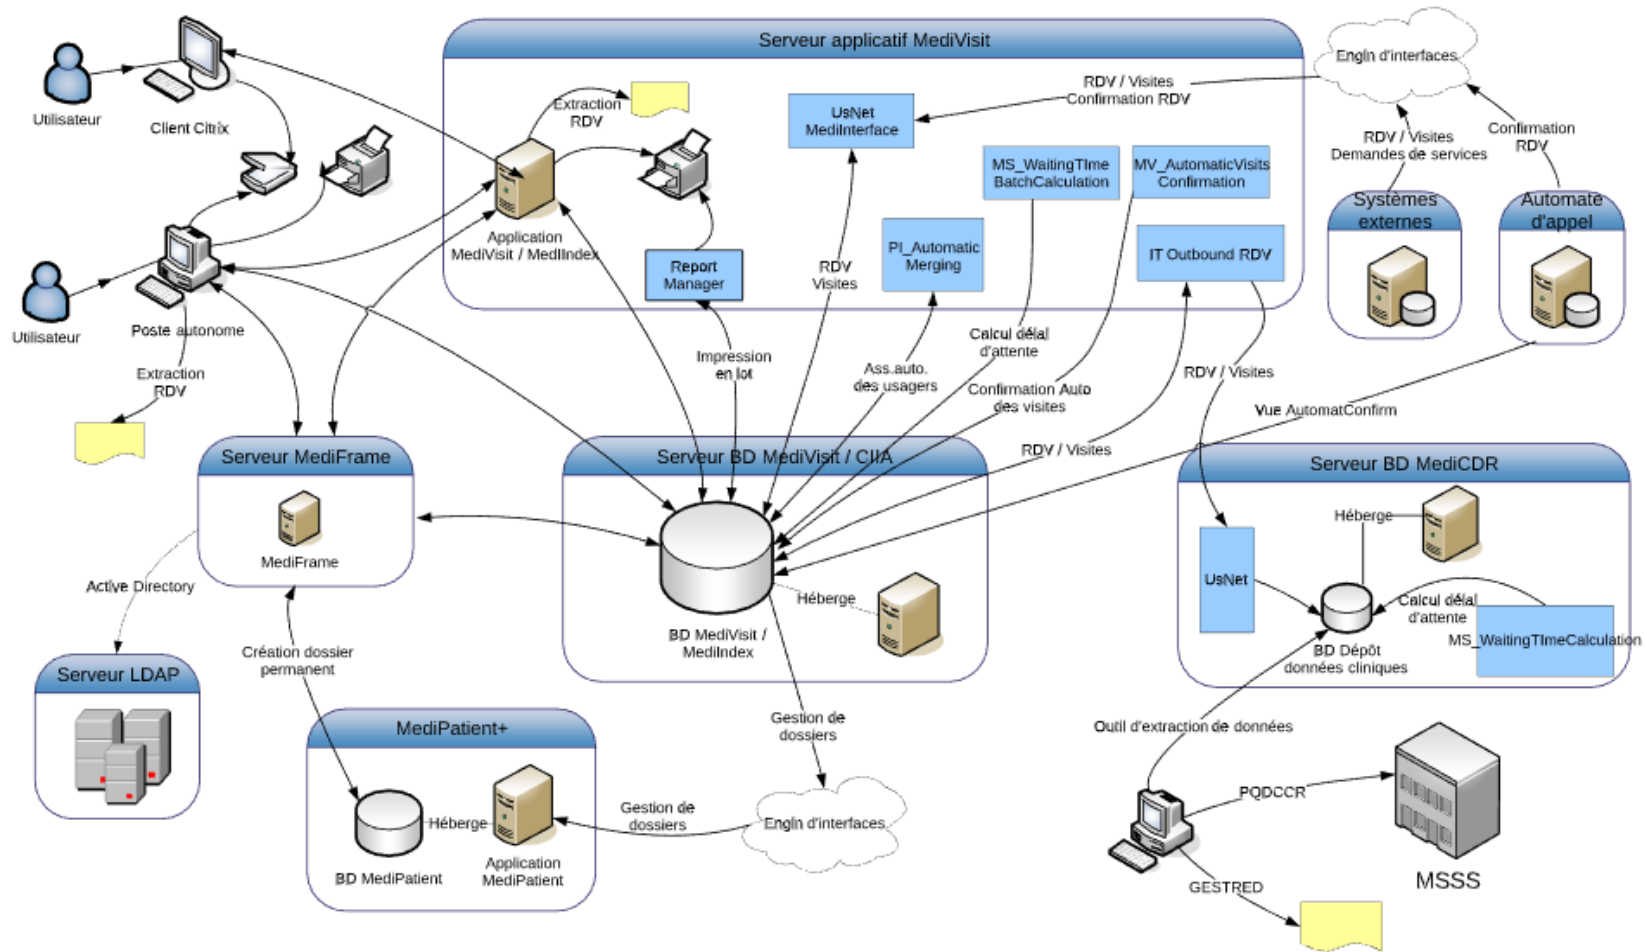 Serveur applicatif MediVisit
Engin d'interfaces
Utilisateur
Client Citrix
Extraction
RDV
UsNet
MediInterface
RDV / Visites
Confirmation RDV
RDV / Visites
Demandes de services
Confirmation
RDV
MS_WaitingTIme
BatchCalculation
MV_AutomaticVisits
Confirmation
Systèmes
externes
Automate
d'appel
Application
MediVisit / MedIIndex
Report
Manager
RDV
Visites
PI_Automatic
Merging
IT Outbound RDV
Utilisateur
Poste autonome
Extraction
RDV
Impression
en lot
Ass.auto.
des usagers
Calcul délai
d'attente
Confirmation Auto
des visites
RDV / Visites
RDV / Visites
Vue AutomatConfirm
Serveur MediFrame
MediFrame
Serveur BD MediVisit / CIIA
BD MediVisit /
MediIndex
Héberge
Serveur BD MediCDR
Héberge
UsNet
BD Dépôt
données cliniques
Calcul délai
d'attente
MS_WaitingTImeCalculation
Active Directory
Serveur LDAP
Création dossier
permanent
MediPatient+
BD MediPatient
Héberge
Application
MediPatient
Gestion de
dossiers
Gestion de
dossiers
Engin d'interfaces
Outil d'extraction de données
PQDCCR
MSSS
GESTRED